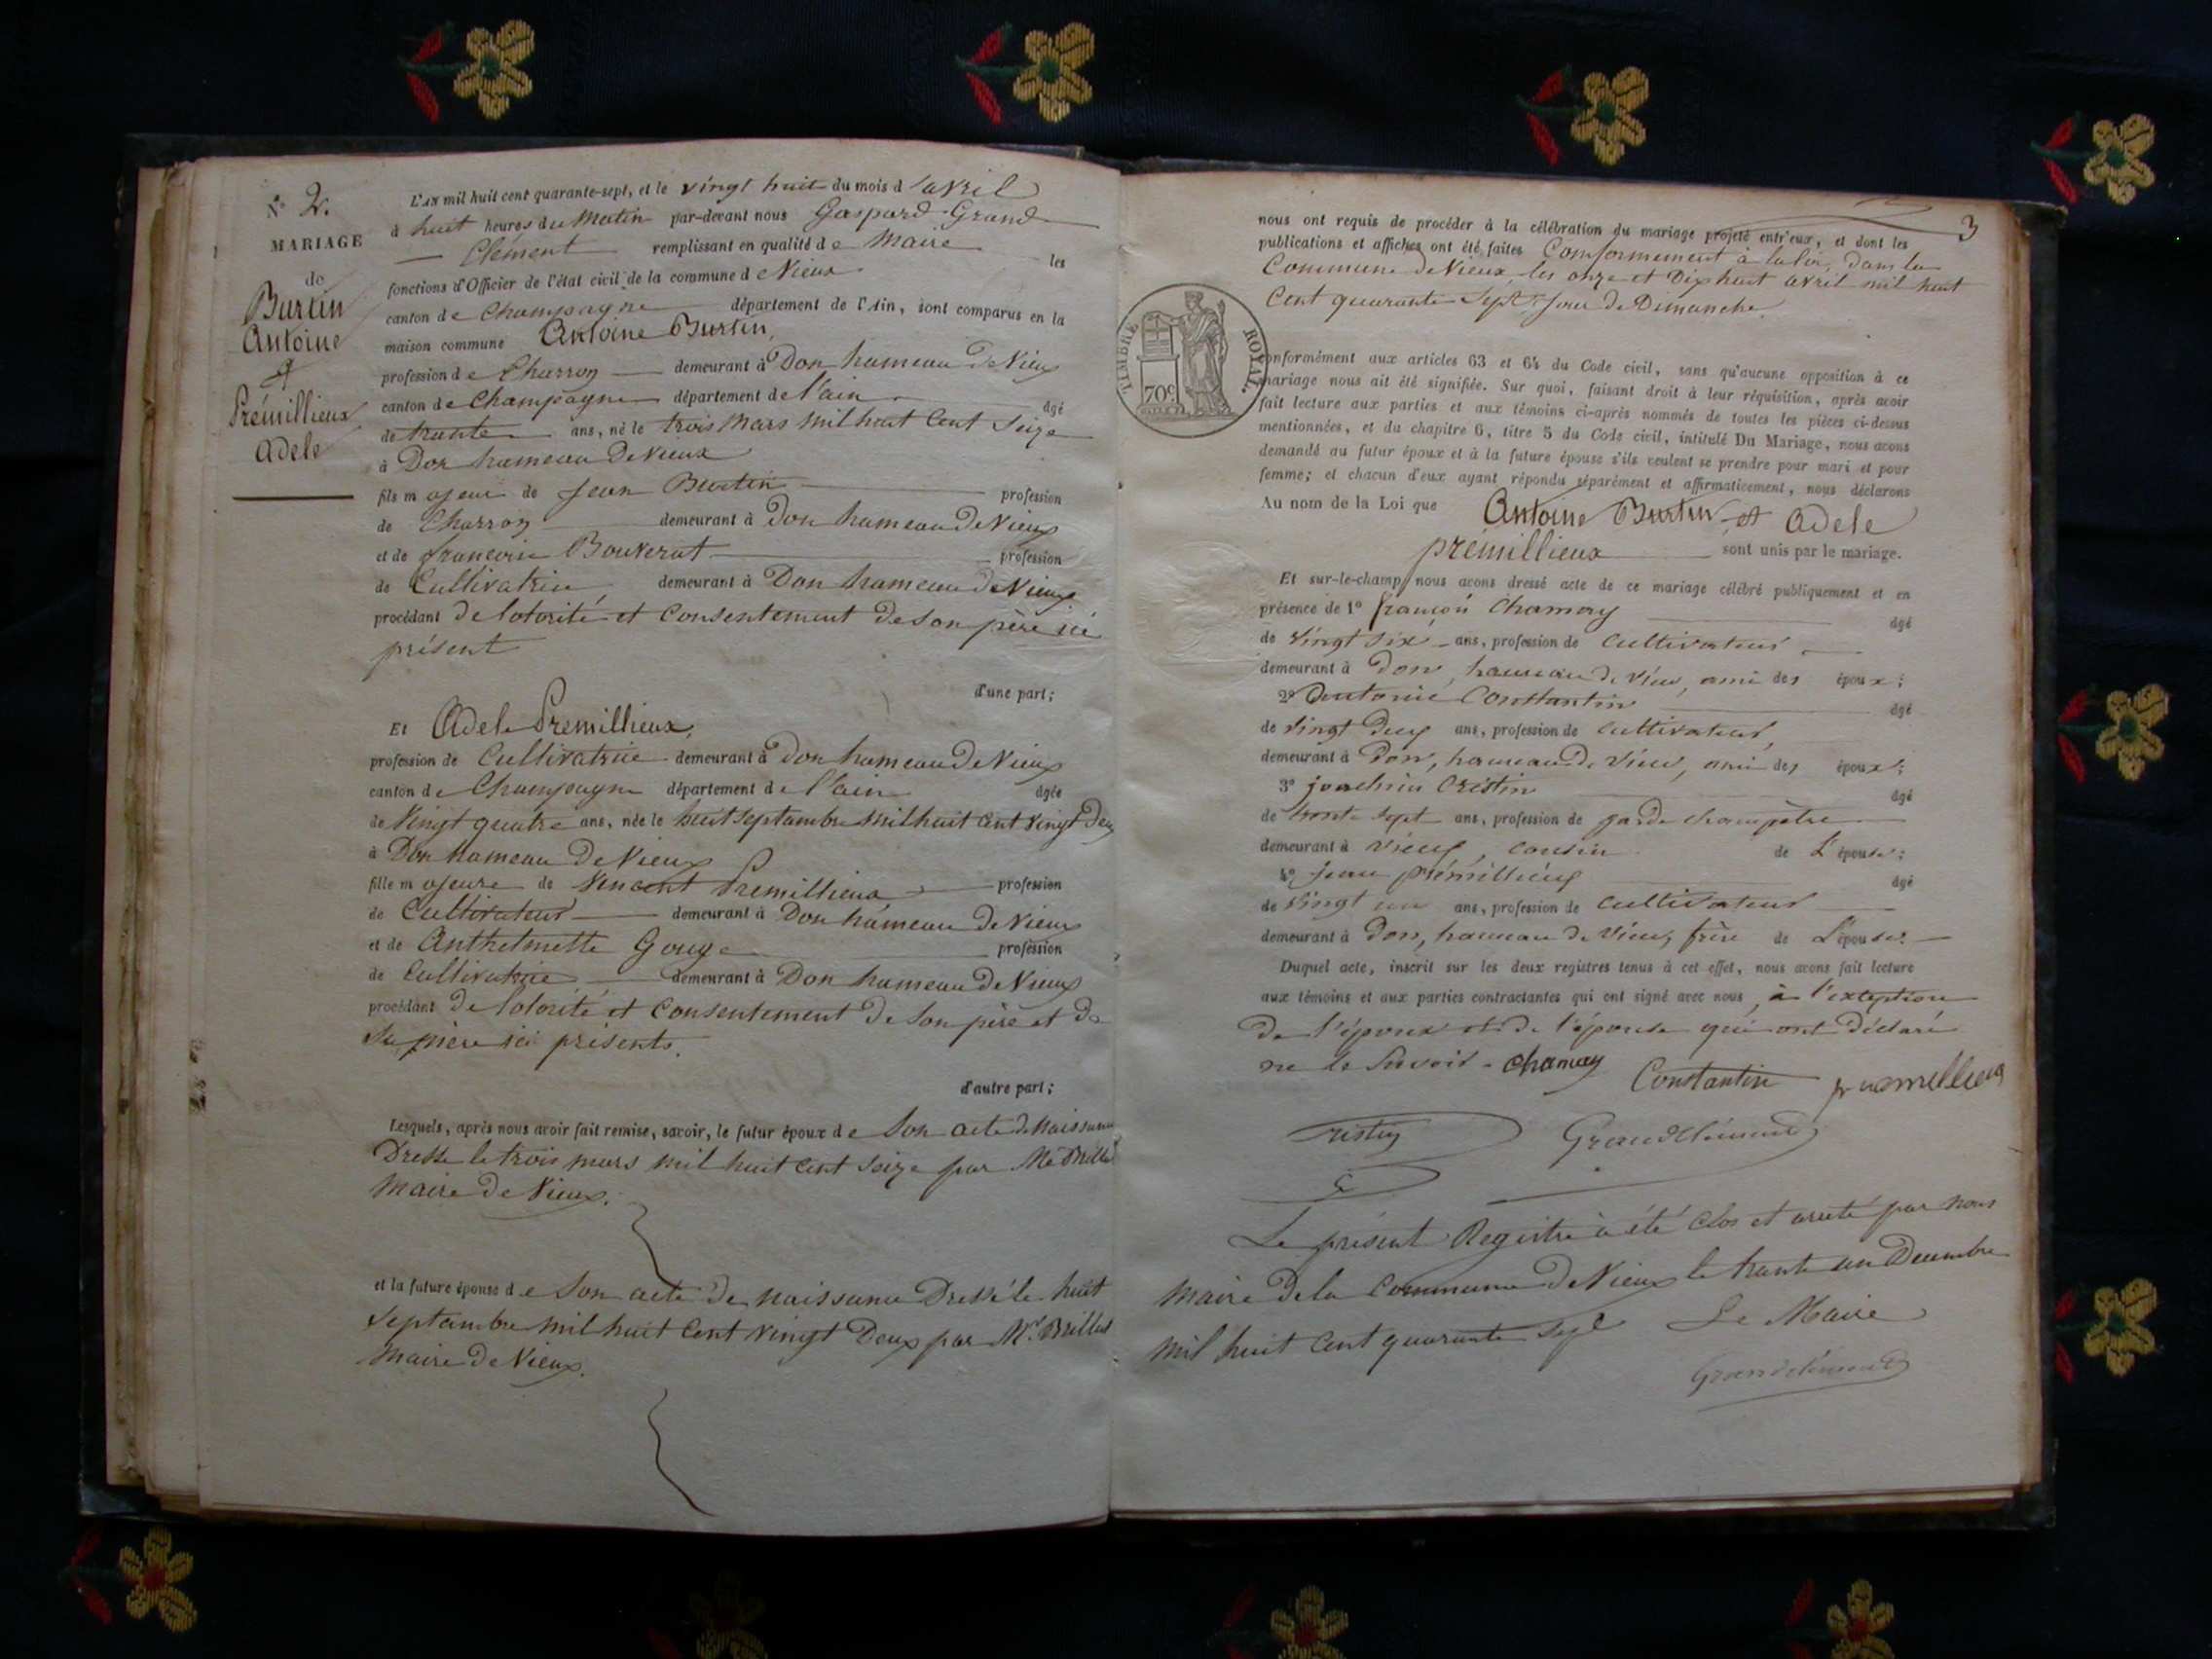 N° 2.
MARIAGE
de
Burtin
Antoine
et
Prémillieux
Adele
L'AN mil huit cent quarante-sept, et le vingt huit du mois d'avril
à huit heures du Matin par-devant nous Gaspard Grand
Clément remplissant en qualité de Maire les
fonctions d'Officier de l'état civil de la commune de Vieux
canton de Champagne département de l'Ain, sont comparus en la
maison commune Antoine Burtin,
profession de Charron demeurant à Don hameau de Vieux
canton de Champagne département de l'ain âgé
de trente ans, né le trois Mars mil huit Cent Seize
à Don hameau De Vieux
fils majeur de Jean Burtin profession
de Charron demeurant à Don hameau de Vieux
et de francoise Bouverat profession
de Cultivatrice, demeurant à Don hameau de Vieux
procédant de lotorité et Consentement de son père ici
présent
d'une part;
Et Adele Premillieux,
profession de Cultivatrice demeurant à Don hameau De Vieux
canton de Champagne département de l'ain âgée
de Vingt quatre ans, née le huit Septambre mil huit Cent Vingt Deux
à Don hameau De Vieux
fille majeure de Vencent Premillieux profession
de Cultivateur demeurant à Don hameau de Vieux
et de Anthelmette Gouge profession
de Cultivatrice demeurant à Don hameau de Vieux
procédant De lotorité et Consentement de Son père et de
Sa mère ici présents.
d'autre part;
Lesquels, après nous avoir fait remise, savoir, le futur époux de Son acte de Naissance
Dressé le trois mars mil huit Cent Seize par Mr Brillat
Maire De Vieux.
et la future épouse de Son acte de Naissance Dressé le huit
Septambre mil huit Cent vingt Deux par Mr Brillat
Maire De Vieux.
3
nous ont requis de procéder à la célébration du mariage projeté entr'eux, et dont les
publications et affiches ont été faites Conformement à la loi, dans la
Commune de Vieux les onze et Dix huit avril mil huit
Cent quarante Sept jour de Dimanche.
TIMBRE ROYAL.
70c.
Conformément aux articles 63 et 64 du Code civil, sans qu'aucune opposition à ce
mariage nous ait été signifiée. Sur quoi, faisant droit à leur réquisition, après avoir
fait lecture aux parties et aux témoins ci-après nommés de toutes les pièces ci-dessus
mentionnées, et du chapitre 6, titre 5 du Code civil, intitulé Du Mariage, nous avons
demandé au futur époux et à la future épouse s'ils veulent se prendre pour mari et pour
femme; et chacun d'eux ayant répondu séparément et affirmativement, nous déclarons
Au nom de la Loi que Antoine Burtin et Adele
prémillieux sont unis par le mariage.
Et sur-le-champ nous avons dressé acte de ce mariage célébré publiquement et en
présence de 1° françois Chamay âgé
de vingt six ans, profession de Cultivateur
demeurant à Don, hameau de Vieu, ami des époux;
2° Constantin âgé
de Vingt Deux ans, profession de Cultivateur,
demeurant à Don, hameau de Vieu, ami des époux;
3° joachim Cristin âgé
de trente sept ans, profession de garde champêtre
demeurant à Vieux, cousin de L'épouse;
4° Jean prémillieux âgé
de Vingt un ans, profession de Cultivateur
demeurant à Don, hameau de Vieu, frère de L'épouse
Duquel acte, inscrit sur les deux registres tenus à cet effet, nous avons fait lecture
aux témoins et aux parties contractantes qui ont signé avec nous, à l'exception
de l'époux et de l'épouse qui ont déclaré
ne le Savoir. Chamay Constantin
Cristin Grandclément
Le présent Registre à été clos et areté par nous
Maire De la Commune De Vieux le trante un Decembre
Mil huit Cent quarante Sept Le Maire
Grandclément